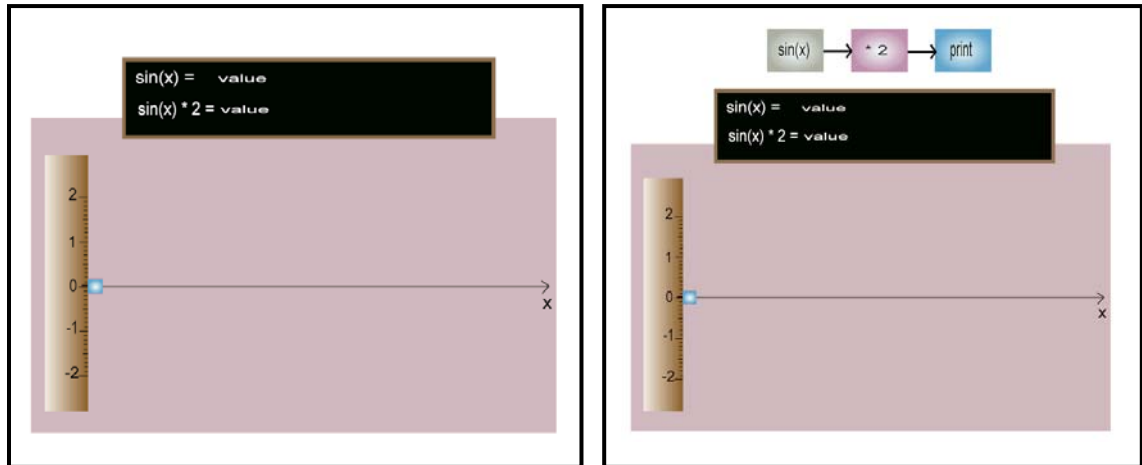 sin(x) = value
sin(x) * 2 = value
2
1
0
-1
-2
x
sin(x) * 2 print
sin(x) = value
sin(x) * 2 = value
2
1
0
-1
-2
x